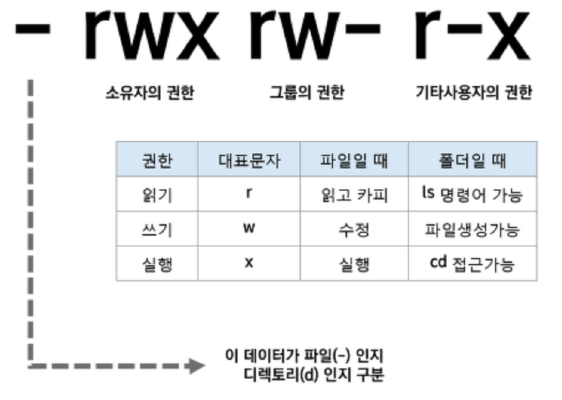 - rwx rw- r-x
소유자의 권한 그룹의 권한 기타사용자의 권한
권한 대표문자 파일일 때 폴더일 때
읽기 r 읽고 카피 ls 명령어 가능
쓰기 w 수정 파일생성가능
실행 x 실행 cd 접근가능
이 데이터가 파일(-) 인지
디렉토리(d) 인지 구분